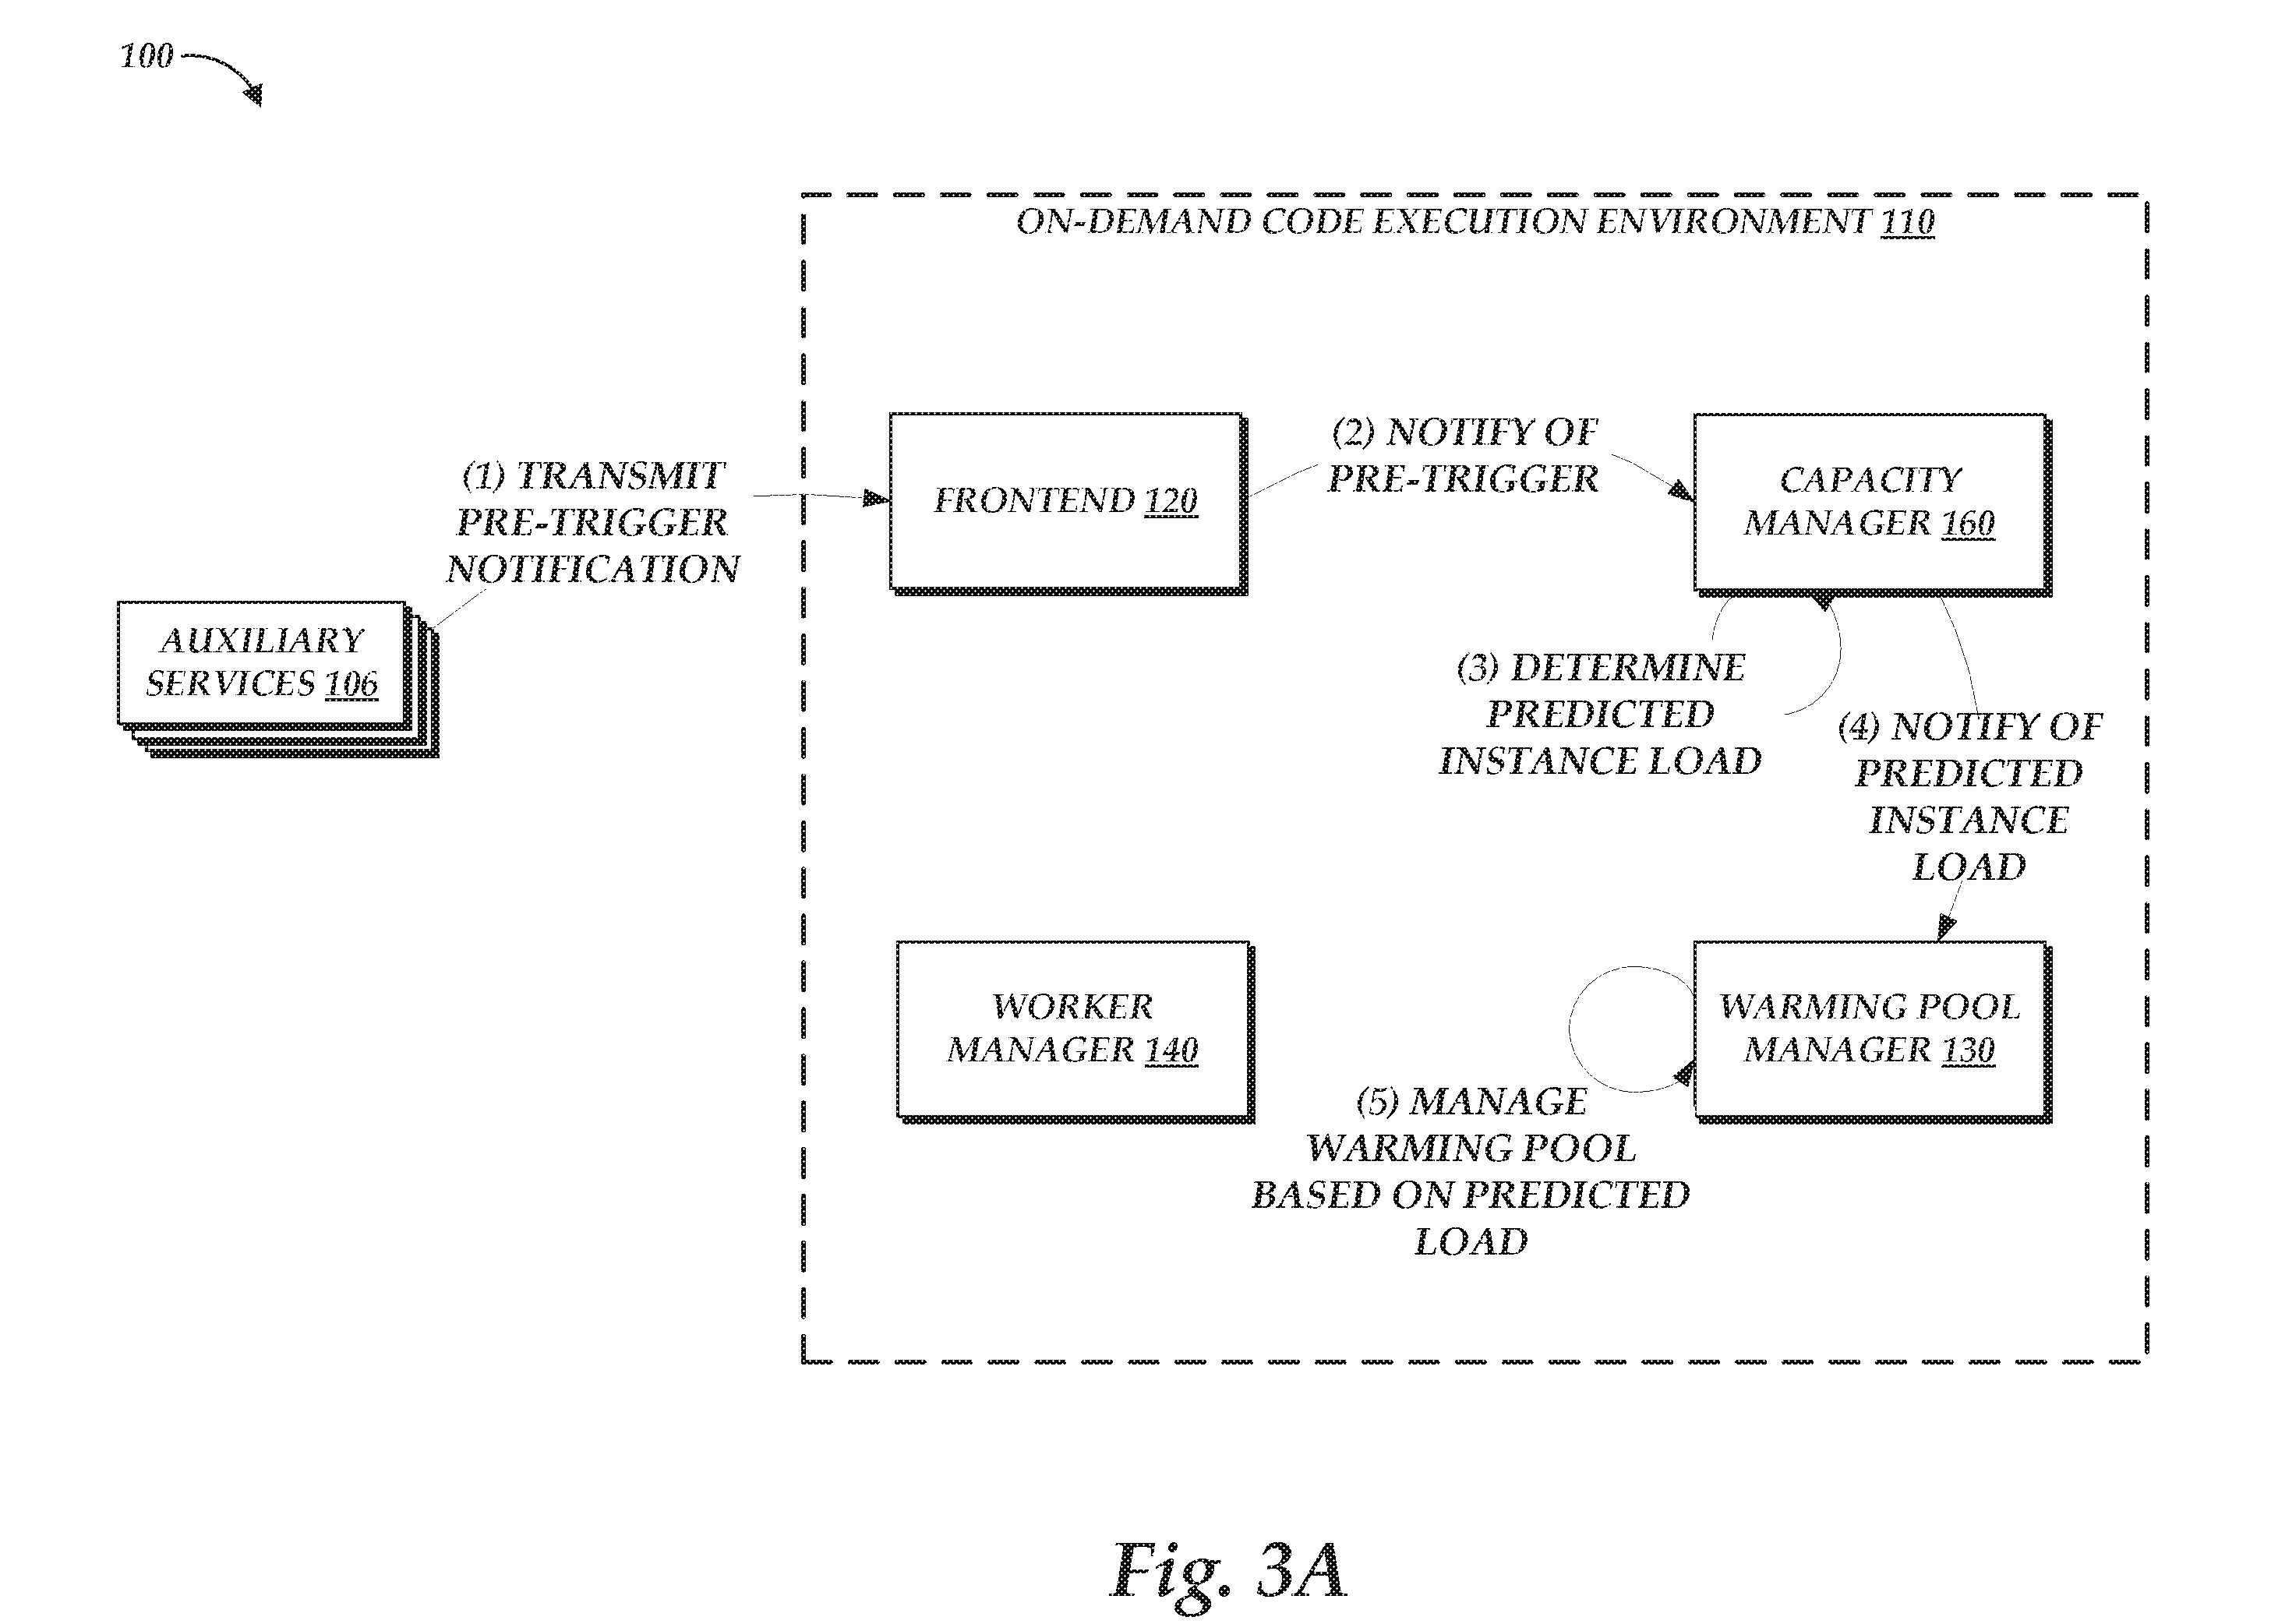 100
ON-DEMAND CODE EXECUTION ENVIRONMENT 110
(1) TRANSMIT
PRE-TRIGGER
NOTIFICATION
FRONTEND 120
(2) NOTIFY OF
PRE-TRIGGER
CAPACITY
MANAGER 160
AUXILIARY
SERVICES 106
(3) DETERMINE
PREDICTED
INSTANCE LOAD
(4) NOTIFY OF
PREDICTED
INSTANCE
LOAD
WORKER
MANAGER 140
WARMING POOL
MANAGER 130
(5) MANAGE
WARMING POOL
BASED ON PREDICTED
LOAD
Fig. 3A